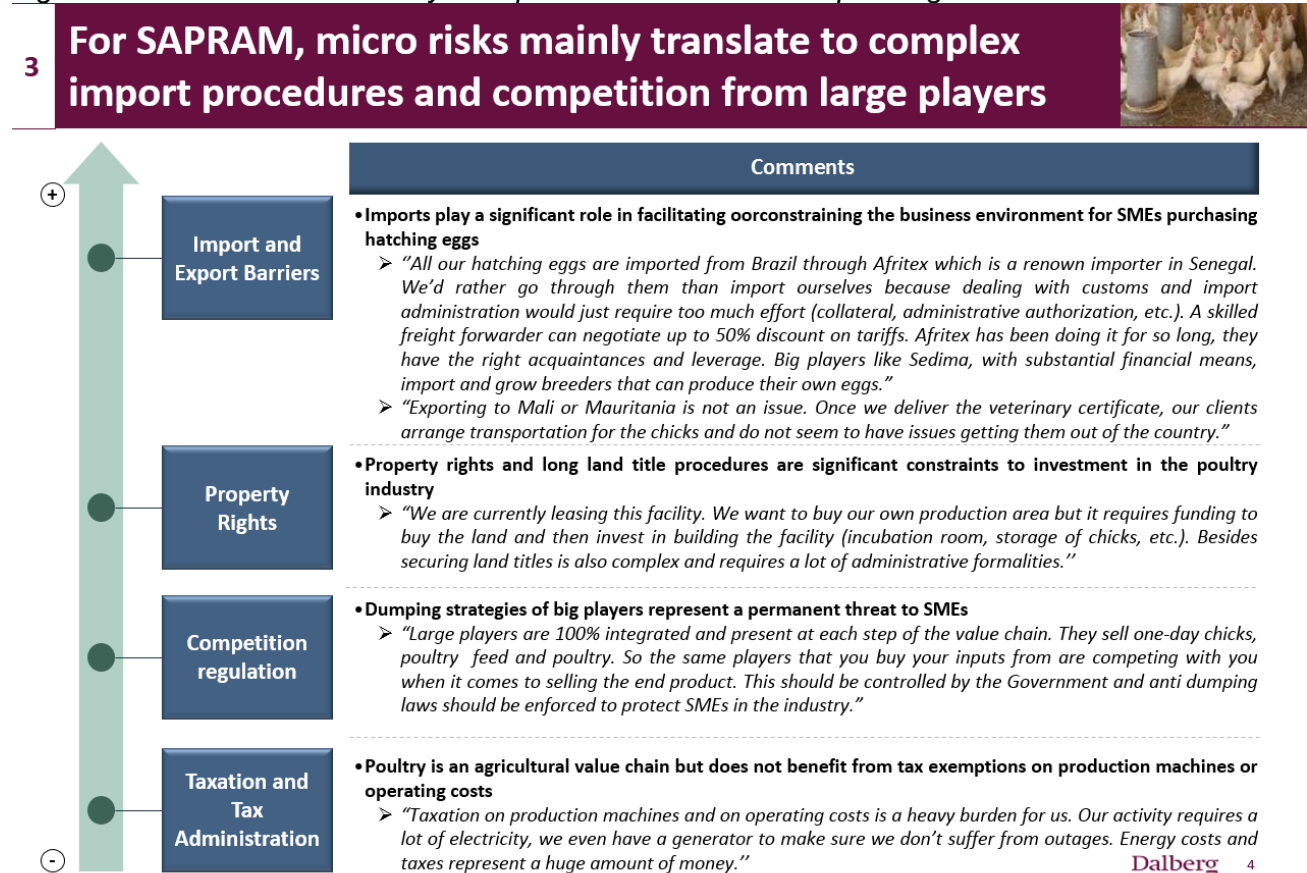 3
For SAPRAM, micro risks mainly translate to complex
import procedures and competition from large players
Comments
+
Import and
Export Barriers
•Imports play a significant role in facilitating oorconstraining the business environment for SMEs purchasing
hatching eggs
➢ ‘’All our hatching eggs are imported from Brazil through Afritex which is a renown importer in Senegal.
We’d rather go through them than import ourselves because dealing with customs and import
administration would just require too much effort (collateral, administrative authorization, etc.). A skilled
freight forwarder can negotiate up to 50% discount on tariffs. Afritex has been doing it for so long, they
have the right acquaintances and leverage. Big players like Sedima, with substantial financial means,
import and grow breeders that can produce their own eggs.”
➢ “Exporting to Mali or Mauritania is not an issue. Once we deliver the veterinary certificate, our clients
arrange transportation for the chicks and do not seem to have issues getting them out of the country.”
Property
Rights
•Property rights and long land title procedures are significant constraints to investment in the poultry
industry
➢ “We are currently leasing this facility. We want to buy our own production area but it requires funding to
buy the land and then invest in building the facility (incubation room, storage of chicks, etc.). Besides
securing land titles is also complex and requires a lot of administrative formalities.’’
Competition
regulation
•Dumping strategies of big players represent a permanent threat to SMEs
➢ “Large players are 100% integrated and present at each step of the value chain. They sell one-day chicks,
poultry feed and poultry. So the same players that you buy your inputs from are competing with you
when it comes to selling the end product. This should be controlled by the Government and anti dumping
laws should be enforced to protect SMEs in the industry.”
Taxation and
Tax
Administration
•Poultry is an agricultural value chain but does not benefit from tax exemptions on production machines or
operating costs
➢ “Taxation on production machines and on operating costs is a heavy burden for us. Our activity requires a
lot of electricity, we even have a generator to make sure we don’t suffer from outages. Energy costs and
taxes represent a huge amount of money.’’
-
Dalberg 4